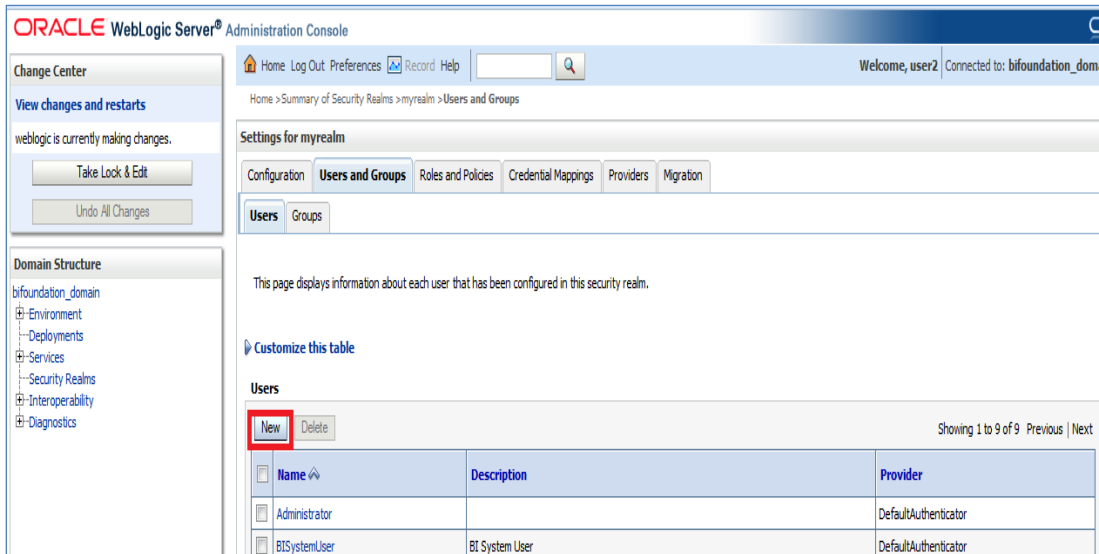 ORACLE WebLogic Server® Administration Console
Change Center
View changes and restarts
weblogic is currently making changes.
Take Lock & Edit
Undo All Changes
Domain Structure
bifoundation_domain
Environment
Deployments
Services
Security Realms
Interoperability
Diagnostics
Home Log Out Preferences Record Help
Welcome, user2 Connected to: bifoundation_doma
Home >Summary of Security Realms >myrealm >Users and Groups
Settings for myrealm
Configuration Users and Groups Roles and Policies Credential Mappings Providers Migration
Users Groups
This page displays information about each user that has been configured in this security realm.
Customize this table
Users
New Delete Showing 1 to 9 of 9 Previous | Next
Name Description Provider
Administrator DefaultAuthenticator
BISystemUser BI System User DefaultAuthenticator